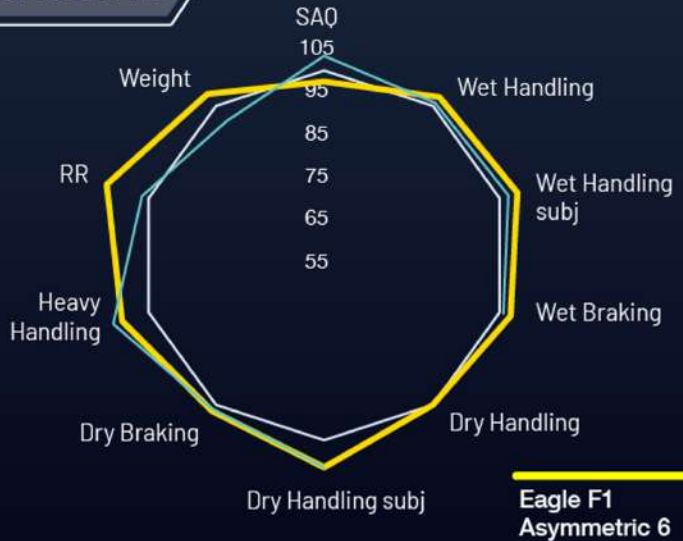 SAQ
105
95
85
75
65
55
Weight
Wet Handling
RR
Wet Handling
subj
Heavy
Handling
Wet Braking
Dry Braking
Dry Handling
Dry Handling subj
Eagle F1
Asymmetric 6